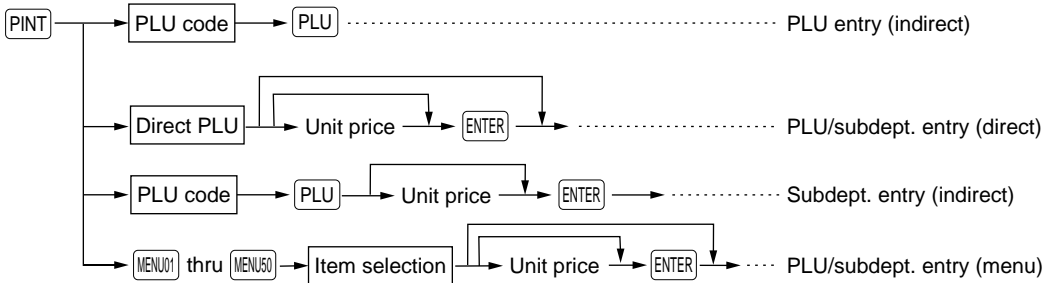 PINT PLU code PLU PLU entry (indirect)
Direct PLU Unit price ENTER PLU/subdept. entry (direct)
PLU code PLU Unit price ENTER Subdept. entry (indirect)
MENU01 thru MENU50 Item selection Unit price ENTER PLU/subdept. entry (menu)